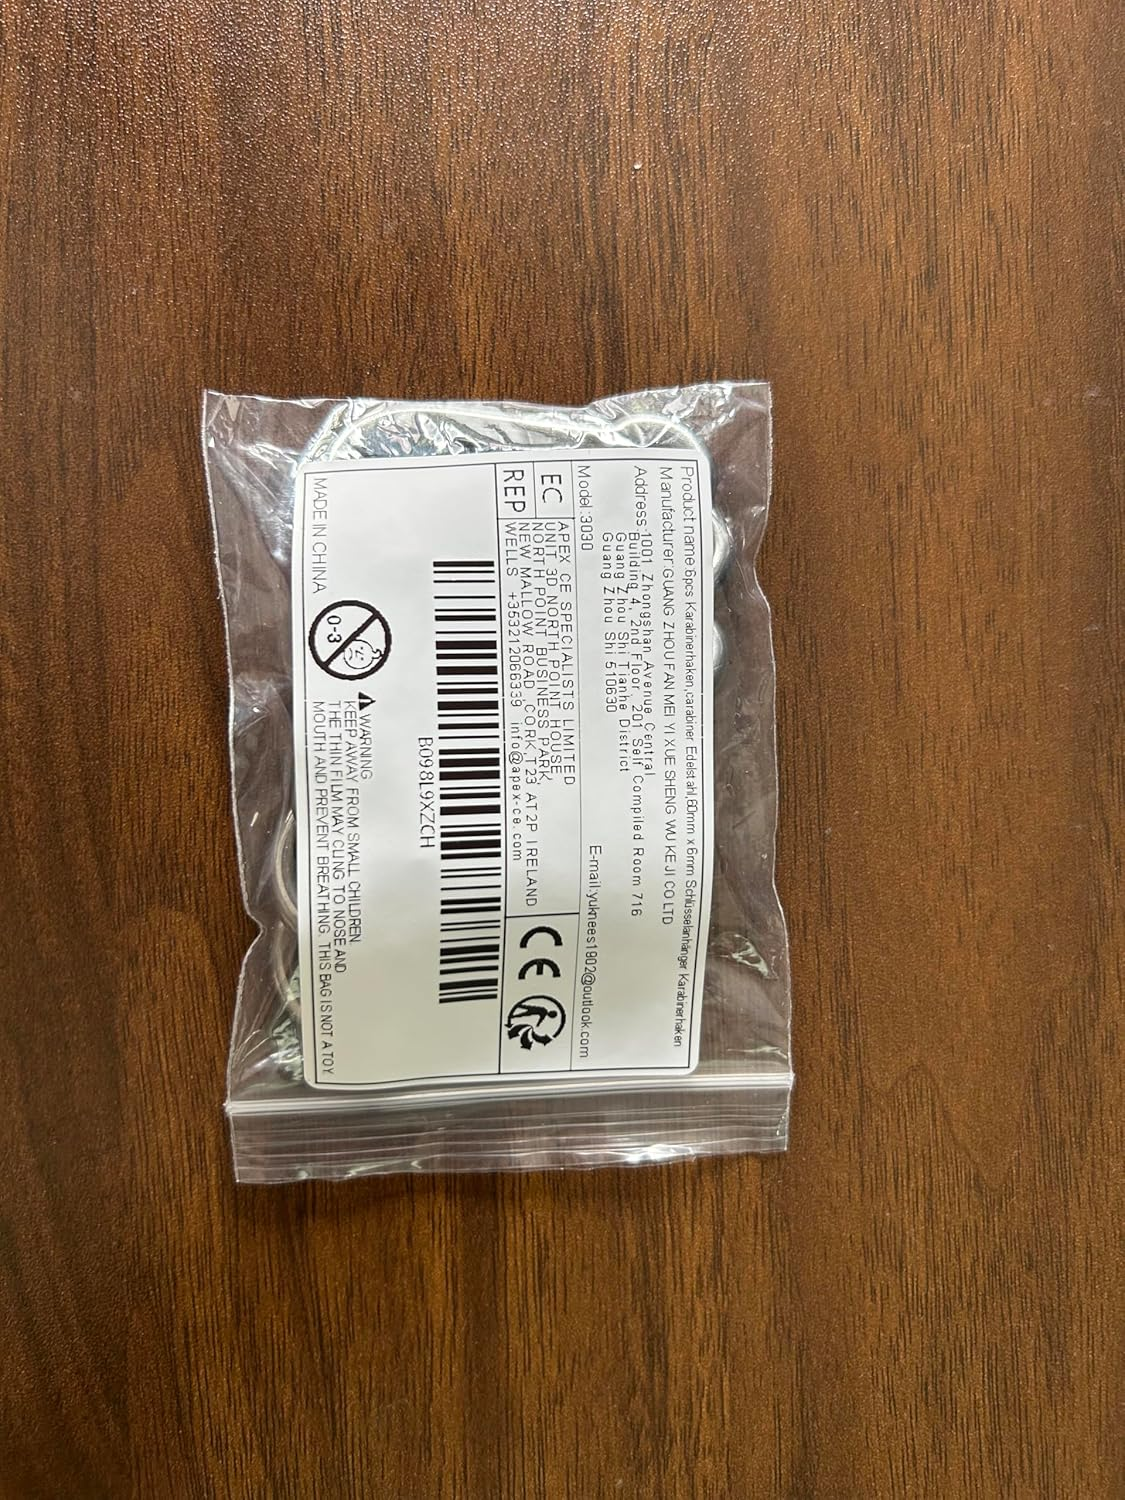 Product name:6pcs Karabinerhaken,carabiner Edelstahl,60mm x 6mm Schlüsselanhänger Karabinerhaken
Manufacturer:GUANG ZHOU FAN MEI YI XUE SHENG WU KE JI CO LTD
Address:1001 Zhongshan Avenue Central
Building 4, 2nd Floor 201 Self Compiled Room 716
Guang Zhou Shi Tianhe District
Guang Zhou Shi 510630
Model:3030
E-mail:yuknees1902@outlook.com
EC REP
APEX CE SPECIALISTS LIMITED
UNIT 3D NORTH POINT HOUSE,
NORTH POINT BUSINESS PARK,
NEW MALLOW ROAD, CORK,T23 AT2P IRELAND
WELLS +353212066339 info@apex-ce.com
CE
B098L9XZCH
0-3
WARNING
KEEP AWAY FROM SMALL CHILDREN.
THE THIN FILM MAY CLING TO NOSE AND
MOUTH AND PREVENT BREATHING. THIS BAG IS NOT A TOY.
MADE IN CHINA